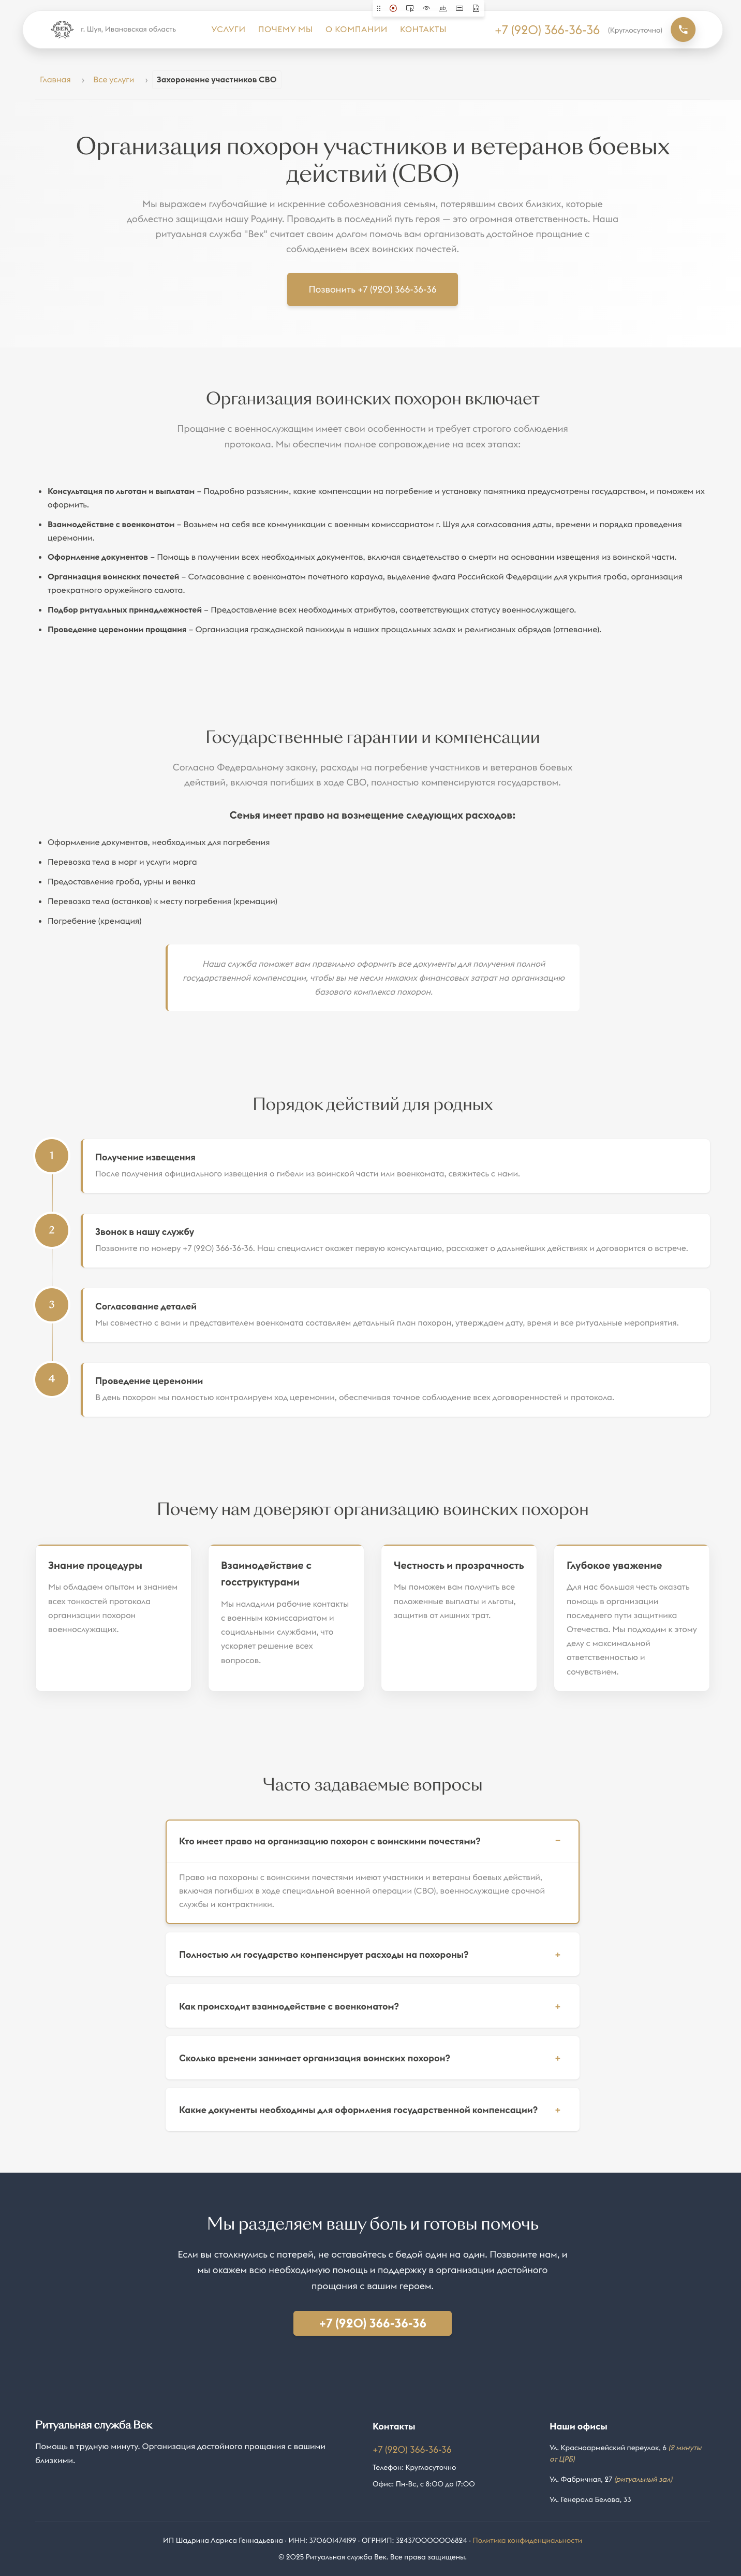 ВЕК
г. Шуя, Ивановская область
УСЛУГИ ПОЧЕМУ МЫ О КОМПАНИИ КОНТАКТЫ
+7 (920) 366-36-36 (Круглосуточно)
Главная › Все услуги › Захоронение участников СВО
Организация похорон участников и ветеранов боевых
действий (СВО)
Мы выражаем глубочайшие и искренние соболезнования семьям, потерявшим своих близких, которые
доблестно защищали нашу Родину. Проводить в последний путь героя — это огромная ответственность. Наша
ритуальная служба "Век" считает своим долгом помочь вам организовать достойное прощание с
соблюдением всех воинских почестей.
Позвонить +7 (920) 366-36-36
Организация воинских похорон включает
Прощание с военнослужащим имеет свои особенности и требует строгого соблюдения
протокола. Мы обеспечим полное сопровождение на всех этапах:
• Консультация по льготам и выплатам – Подробно разъясним, какие компенсации на погребение и установку памятника предусмотрены государством, и поможем их
оформить.
• Взаимодействие с военкоматом – Возьмем на себя все коммуникации с военным комиссариатом г. Шуя для согласования даты, времени и порядка проведения
церемонии.
• Оформление документов – Помощь в получении всех необходимых документов, включая свидетельство о смерти на основании извещения из воинской части.
• Организация воинских почестей – Согласование с военкоматом почетного караула, выделение флага Российской Федерации для укрытия гроба, организация
троекратного оружейного салюта.
• Подбор ритуальных принадлежностей – Предоставление всех необходимых атрибутов, соответствующих статусу военнослужащего.
• Проведение церемонии прощания – Организация гражданской панихиды в наших прощальных залах и религиозных обрядов (отпевание).
Государственные гарантии и компенсации
Согласно Федеральному закону, расходы на погребение участников и ветеранов боевых
действий, включая погибших в ходе СВО, полностью компенсируются государством.
Семья имеет право на возмещение следующих расходов:
• Оформление документов, необходимых для погребения
• Перевозка тела в морг и услуги морга
• Предоставление гроба, урны и венка
• Перевозка тела (останков) к месту погребения (кремации)
• Погребение (кремация)
Наша служба поможет вам правильно оформить все документы для получения полной
государственной компенсации, чтобы вы не несли никаких финансовых затрат на организацию
базового комплекса похорон.
Порядок действий для родных
1
Получение извещения
После получения официального извещения о гибели из воинской части или военкомата, свяжитесь с нами.
2
Звонок в нашу службу
Позвоните по номеру +7 (920) 366-36-36. Наш специалист окажет первую консультацию, расскажет о дальнейших действиях и договорится о встрече.
3
Согласование деталей
Мы совместно с вами и представителем военкомата составляем детальный план похорон, утверждаем дату, время и все ритуальные мероприятия.
4
Проведение церемонии
В день похорон мы полностью контролируем ход церемонии, обеспечивая точное соблюдение всех договоренностей и протокола.
Почему нам доверяют организацию воинских похорон
Знание процедуры
Мы обладаем опытом и знанием
всех тонкостей протокола
организации похорон
военнослужащих.
Взаимодействие с
госструктурами
Мы наладили рабочие контакты
с военным комиссариатом и
социальными службами, что
ускоряет решение всех
вопросов.
Честность и прозрачность
Мы поможем вам получить все
положенные выплаты и льготы,
защитив от лишних трат.
Глубокое уважение
Для нас большая честь оказать
помощь в организации
последнего пути защитника
Отечества. Мы подходим к этому
делу с максимальной
ответственностью и
сочувствием.
Часто задаваемые вопросы
Кто имеет право на организацию похорон с воинскими почестями? −
Право на похороны с воинскими почестями имеют участники и ветераны боевых действий,
включая погибших в ходе специальной военной операции (СВО), военнослужащие срочной
службы и контрактники.
Полностью ли государство компенсирует расходы на похороны? +
Как происходит взаимодействие с военкоматом? +
Сколько времени занимает организация воинских похорон? +
Какие документы необходимы для оформления государственной компенсации? +
Мы разделяем вашу боль и готовы помочь
Если вы столкнулись с потерей, не оставайтесь с бедой один на один. Позвоните нам, и
мы окажем всю необходимую помощь и поддержку в организации достойного
прощания с вашим героем.
+7 (920) 366-36-36
Ритуальная служба Век
Помощь в трудную минуту. Организация достойного прощания с вашими
близкими.
Контакты
+7 (920) 366-36-36
Телефон: Круглосуточно
Офис: Пн-Вс, с 8:00 до 17:00
Наши офисы
Ул. Красноармейский переулок, 6 (2 минуты
от ЦРБ)
Ул. Фабричная, 27 (ритуальный зал)
Ул. Генерала Белова, 33
ИП Шадрина Лариса Геннадьевна · ИНН: 370601474199 · ОГРНИП: 324370000006824 · Политика конфиденциальности
© 2025 Ритуальная служба Век. Все права защищены.